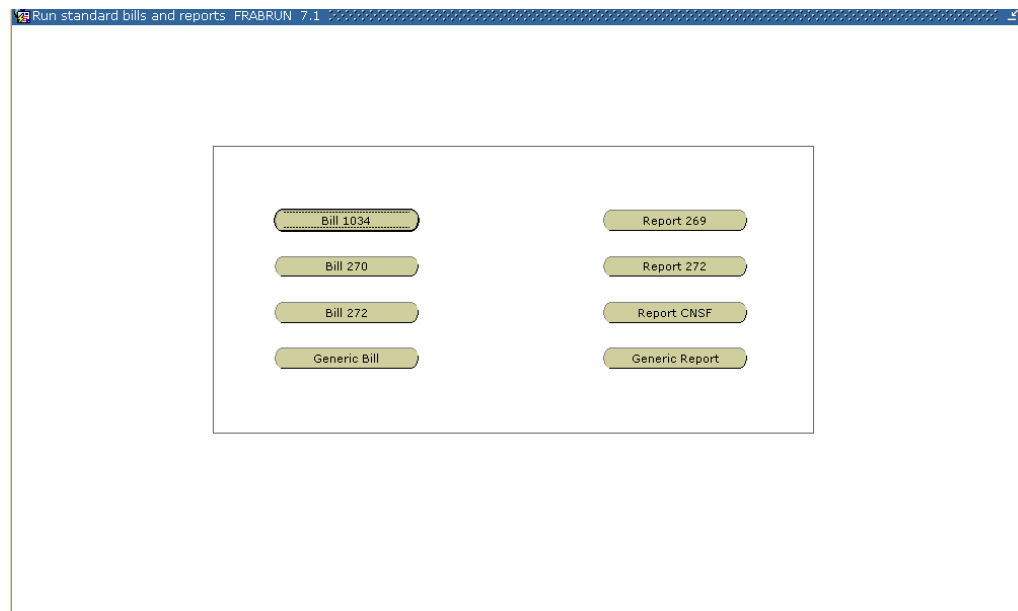 Run standard bills and reports FRABRUN 7.1
Bill 1034
Report 269
Bill 270
Report 272
Bill 272
Report CNSF
Generic Bill
Generic Report